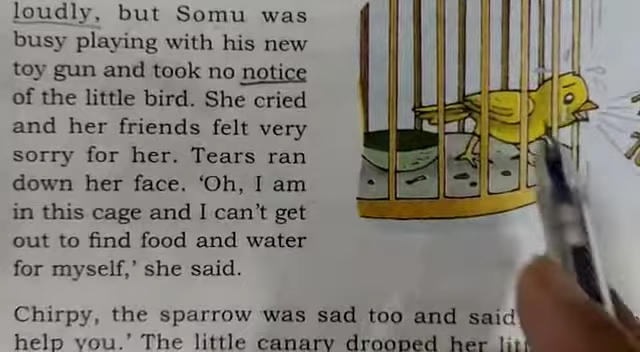 loudly, but Somu was
busy playing with his new
toy gun and took no notice
of the little bird. She cried
and her friends felt very
sorry for her. Tears ran
down her face. ‘Oh, I am
in this cage and I can’t get
out to find food and water
for myself,’ she said.
Chirpy, the sparrow was sad too and said
help you.’ The little canary drooped her